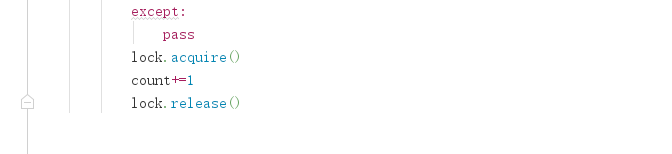 except:
pass
lock.acquire()
count+=1
lock.release()